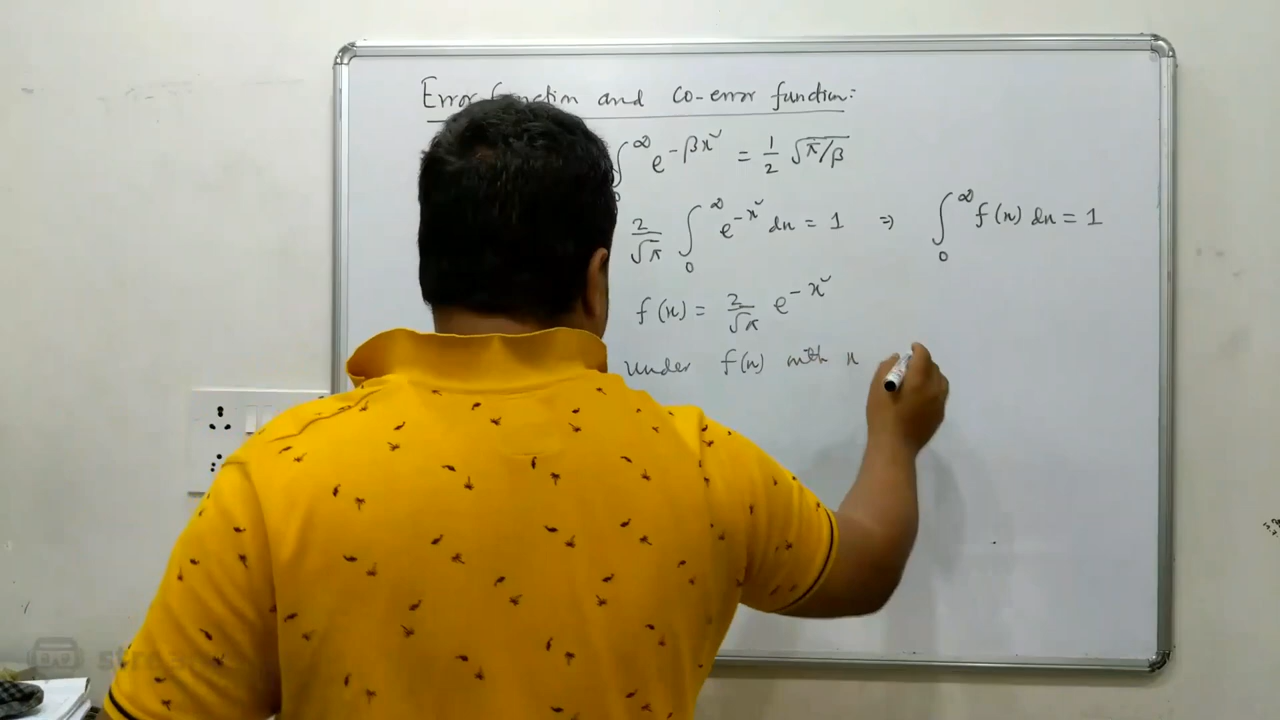 Error function and co-error function:
∫₀^∞ e^{-βx²} = 1/2 √π/β
2/√π ∫₀^∞ e^{-x²} dx = 1 ⇒ ∫₀^∞ f(x) dx = 1
f(x) = 2/√π e^{-x²}
under f(x) with x